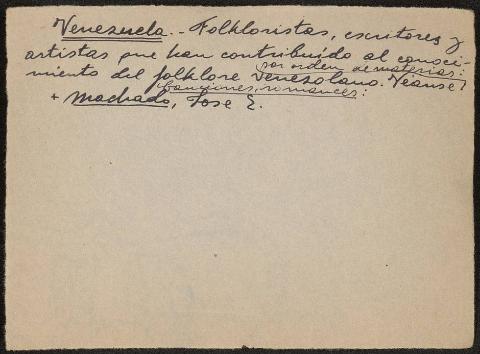 Venezuela.- Folkloristas, escritores y
artistas que han contribuido al conoci-
por orden de materias:
miento del folklore venezolano. Véanse
Canciones, romances:
+ Machado, José E.